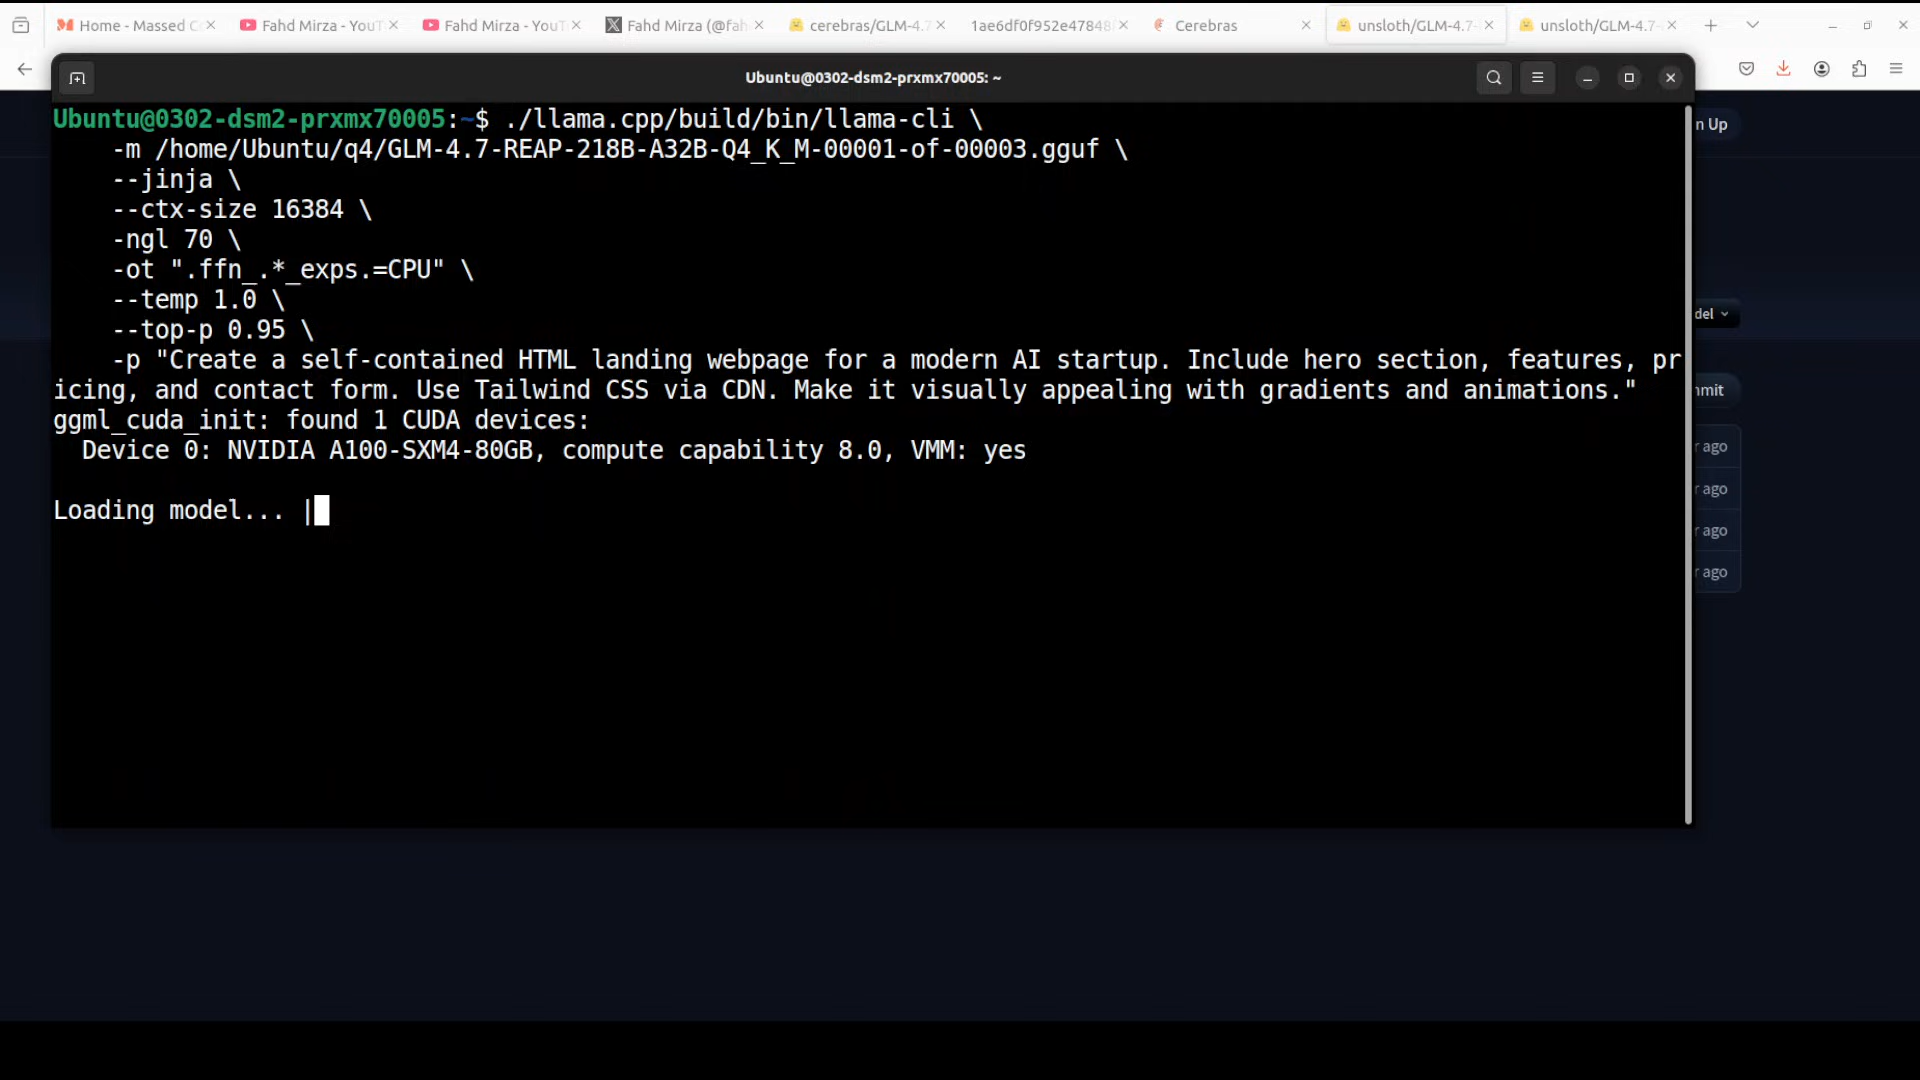 Home - Massed C
Fahd Mirza - YouT
Fahd Mirza - YouT
Fahd Mirza (@fah
cerebras/GLM-4.7
1ae6df0f952e47848
Cerebras
unsloth/GLM-4.7-
unsloth/GLM-4.7-
Ubuntu@0302-dsm2-prxmx70005: ~
n Up
Ubuntu@0302-dsm2-prxmx70005:~$ ./llama.cpp/build/bin/llama-cli \
-m /home/Ubuntu/q4/GLM-4.7-REAP-218B-A32B-Q4_K_M-00001-of-00003.gguf \
--jinja \
--ctx-size 16384 \
-ngl 70 \
-ot ".ffn_.*_exps.=CPU" \
--temp 1.0 \
del
--top-p 0.95 \
-p "Create a self-contained HTML landing webpage for a modern AI startup. Include hero section, features, pr
icing, and contact form. Use Tailwind CSS via CDN. Make it visually appealing with gradients and animations."
mmit
ggml_cuda_init: found 1 CUDA devices:
Device 0: NVIDIA A100-SXM4-80GB, compute capability 8.0, VMM: yes
r ago
r ago
Loading model... |
r ago
r ago